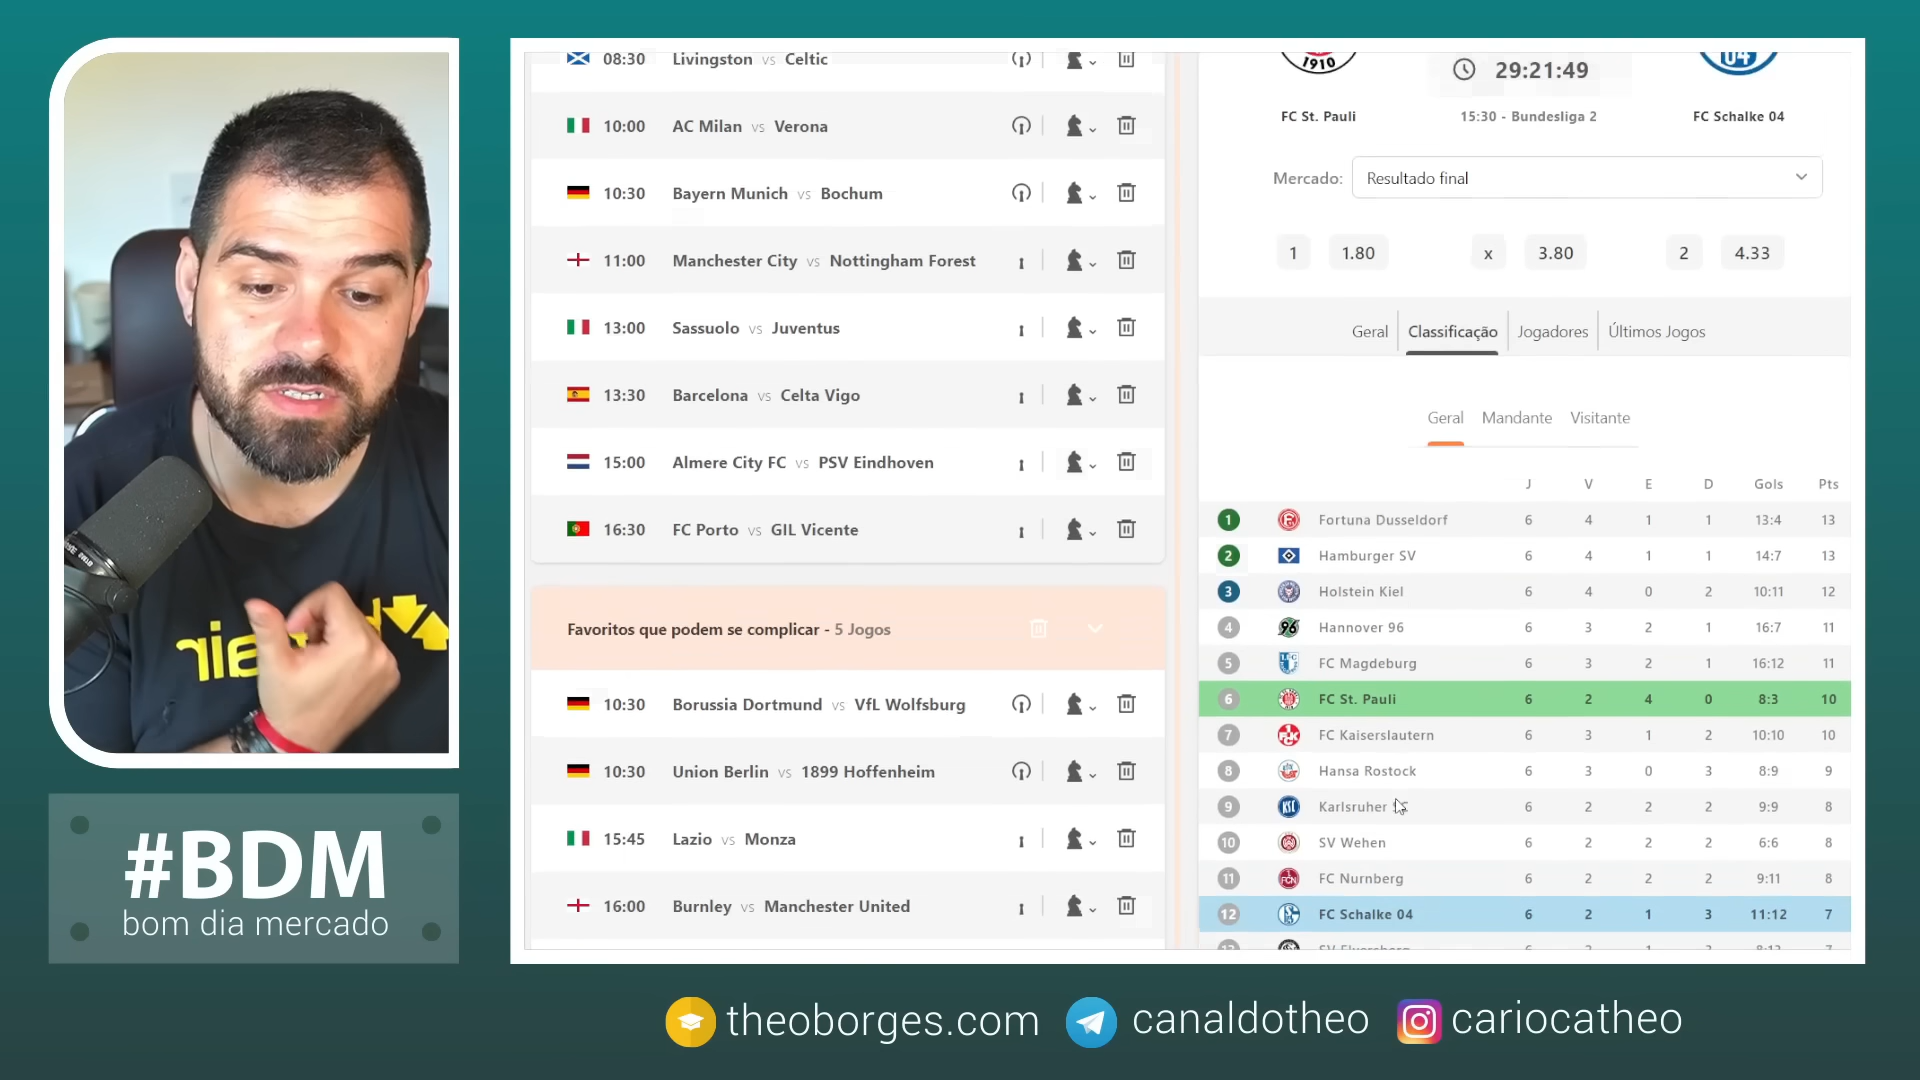 #BDM
bom dia mercado
08:30 Livingston vs Celtic
10:00 AC Milan vs Verona
10:30 Bayern Munich vs Bochum
11:00 Manchester City vs Nottingham Forest
13:00 Sassuolo vs Juventus
13:30 Barcelona vs Celta Vigo
15:00 Almere City FC vs PSV Eindhoven
16:30 FC Porto vs GIL Vicente
Favoritos que podem se complicar - 5 Jogos
10:30 Borussia Dortmund vs VfL Wolfsburg
10:30 Union Berlin vs 1899 Hoffenheim
15:45 Lazio vs Monza
16:00 Burnley vs Manchester United
1910
04
29:21:49
FC St. Pauli 15:30 - Bundesliga 2 FC Schalke 04
Mercado: Resultado final
1 1.80 x 3.80 2 4.33
Geral Classificação Jogadores Últimos Jogos
Geral Mandante Visitante
J V E D Gols Pts
1 Fortuna Dusseldorf 6 4 1 1 13:4 13
2 Hamburger SV 6 4 1 1 14:7 13
3 Holstein Kiel 6 4 0 2 10:11 12
4 Hannover 96 6 3 2 1 16:7 11
5 FC Magdeburg 6 3 2 1 16:12 11
6 FC St. Pauli 6 2 4 0 8:3 10
7 FC Kaiserslautern 6 3 1 2 10:10 10
8 Hansa Rostock 6 3 0 3 8:9 9
9 Karlsruher 6 2 2 2 9:9 8
10 SV Wehen 6 2 2 2 6:6 8
11 FC Nurnberg 6 2 2 2 9:11 8
12 FC Schalke 04 6 2 1 3 11:12 7
theoborges.com canaldotheo cariocatheo